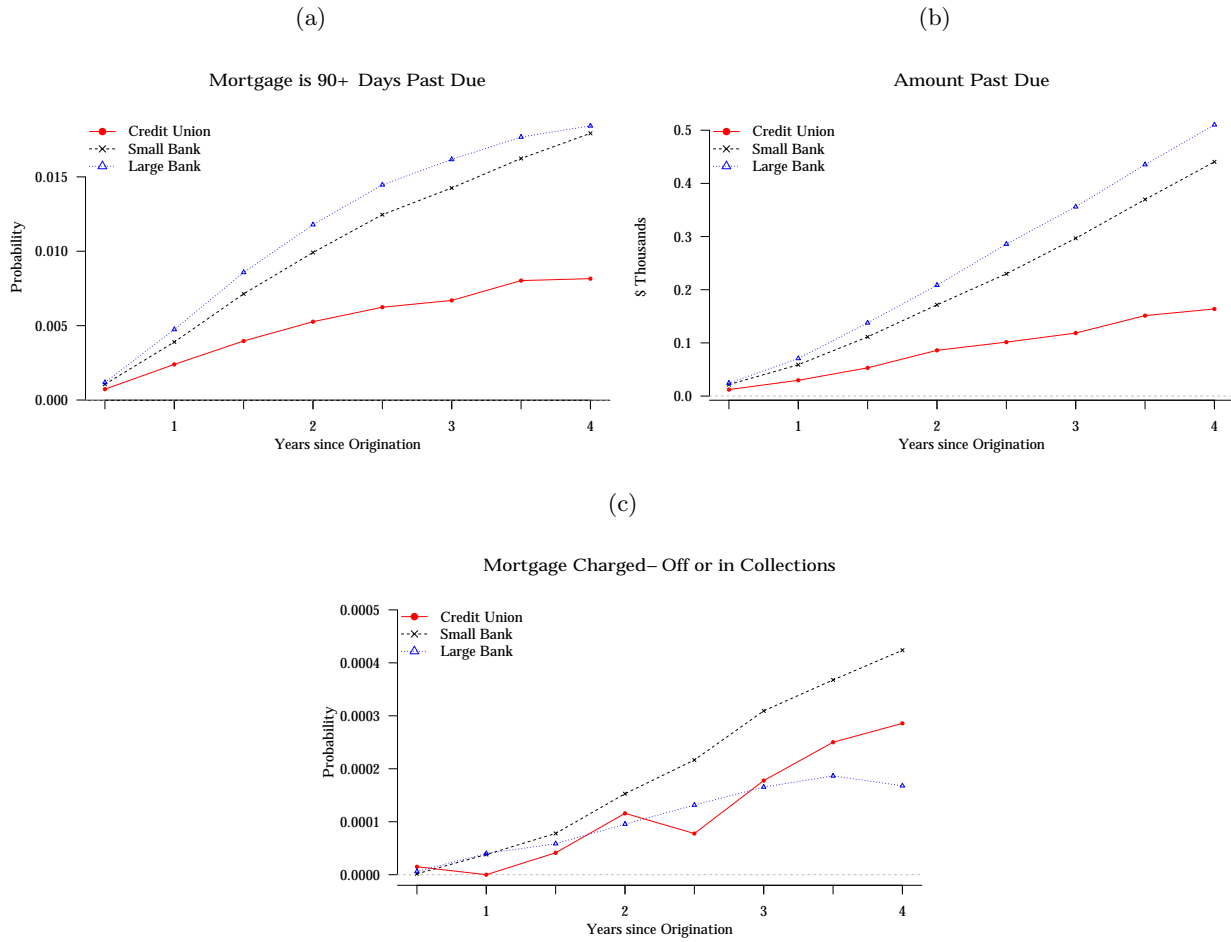 (a)
Mortgage is 90+ Days Past Due
Credit Union
Small Bank
Large Bank
0.015
0.010
0.005
0.000
Probability
1 2 3 4
Years since Origination
(b)
Amount Past Due
Credit Union
Small Bank
Large Bank
0.5
0.4
0.3
0.2
0.1
0.0
$ Thousands
1 2 3 4
Years since Origination
(c)
Mortgage Charged–Off or in Collections
Credit Union
Small Bank
Large Bank
0.0005
0.0004
0.0003
0.0002
0.0001
0.0000
Probability
1 2 3 4
Years since Origination